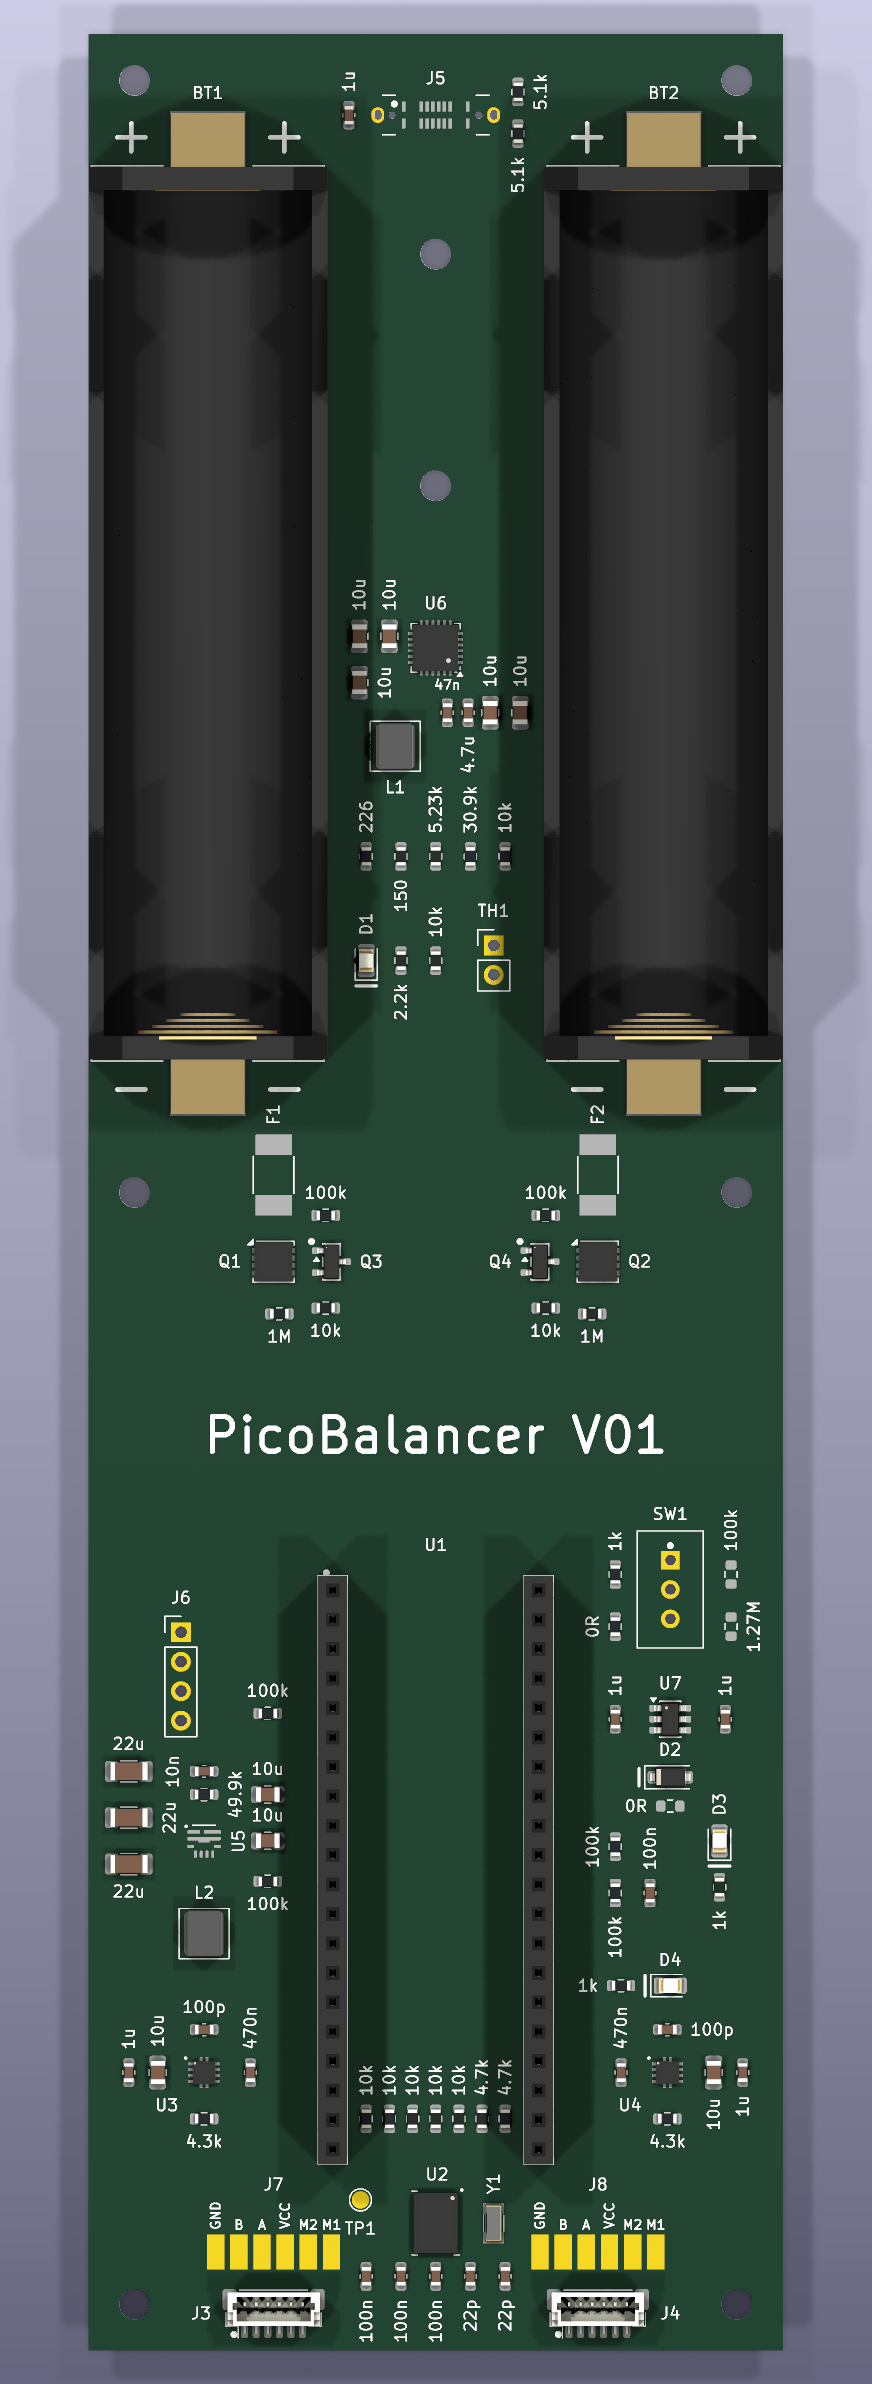 J5
1u
5.1k
BT1
BT2
+ + + +
5.1k
10u
10u
U6
10u
47n
10u
10u
4.7u
L1
226
5.23k
30.9k
10k
150
D1
10k
TH1
2.2k
F1
F2
100k
100k
Q1
Q3
Q4
Q2
1M
10k
10k
1M
PicoBalancer V01
U1
SW1
1k
100k
J6
0R
1.27M
100k
1u
U7
1u
22u
D2
10n
10u
49.9k
22u
10u
U5
0R
D3
100k
100n
22u
L2
100k
100k
1k
D4
1k
100p
470n
1u
10u
470n
100p
U3
4.3k
10k
10k
10k
10k
10k
4.7k
4.7k
U4
4.3k
10u
1u
J7
U2
Y1
J8
GND B A VCC M2 M1
TP1
GND B A VCC M2 M1
J3
J4
100n
100n
100n
22p
22p